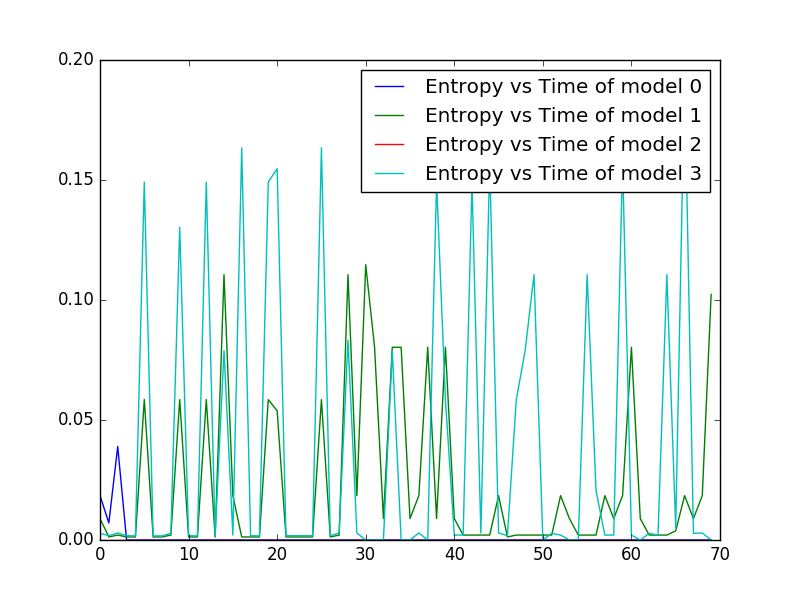 0.20
Entropy vs Time of model 0
Entropy vs Time of model 1
Entropy vs Time of model 2
Entropy vs Time of model 3
0.15
0.10
0.05
0.00
0 10 20 30 40 50 60 70